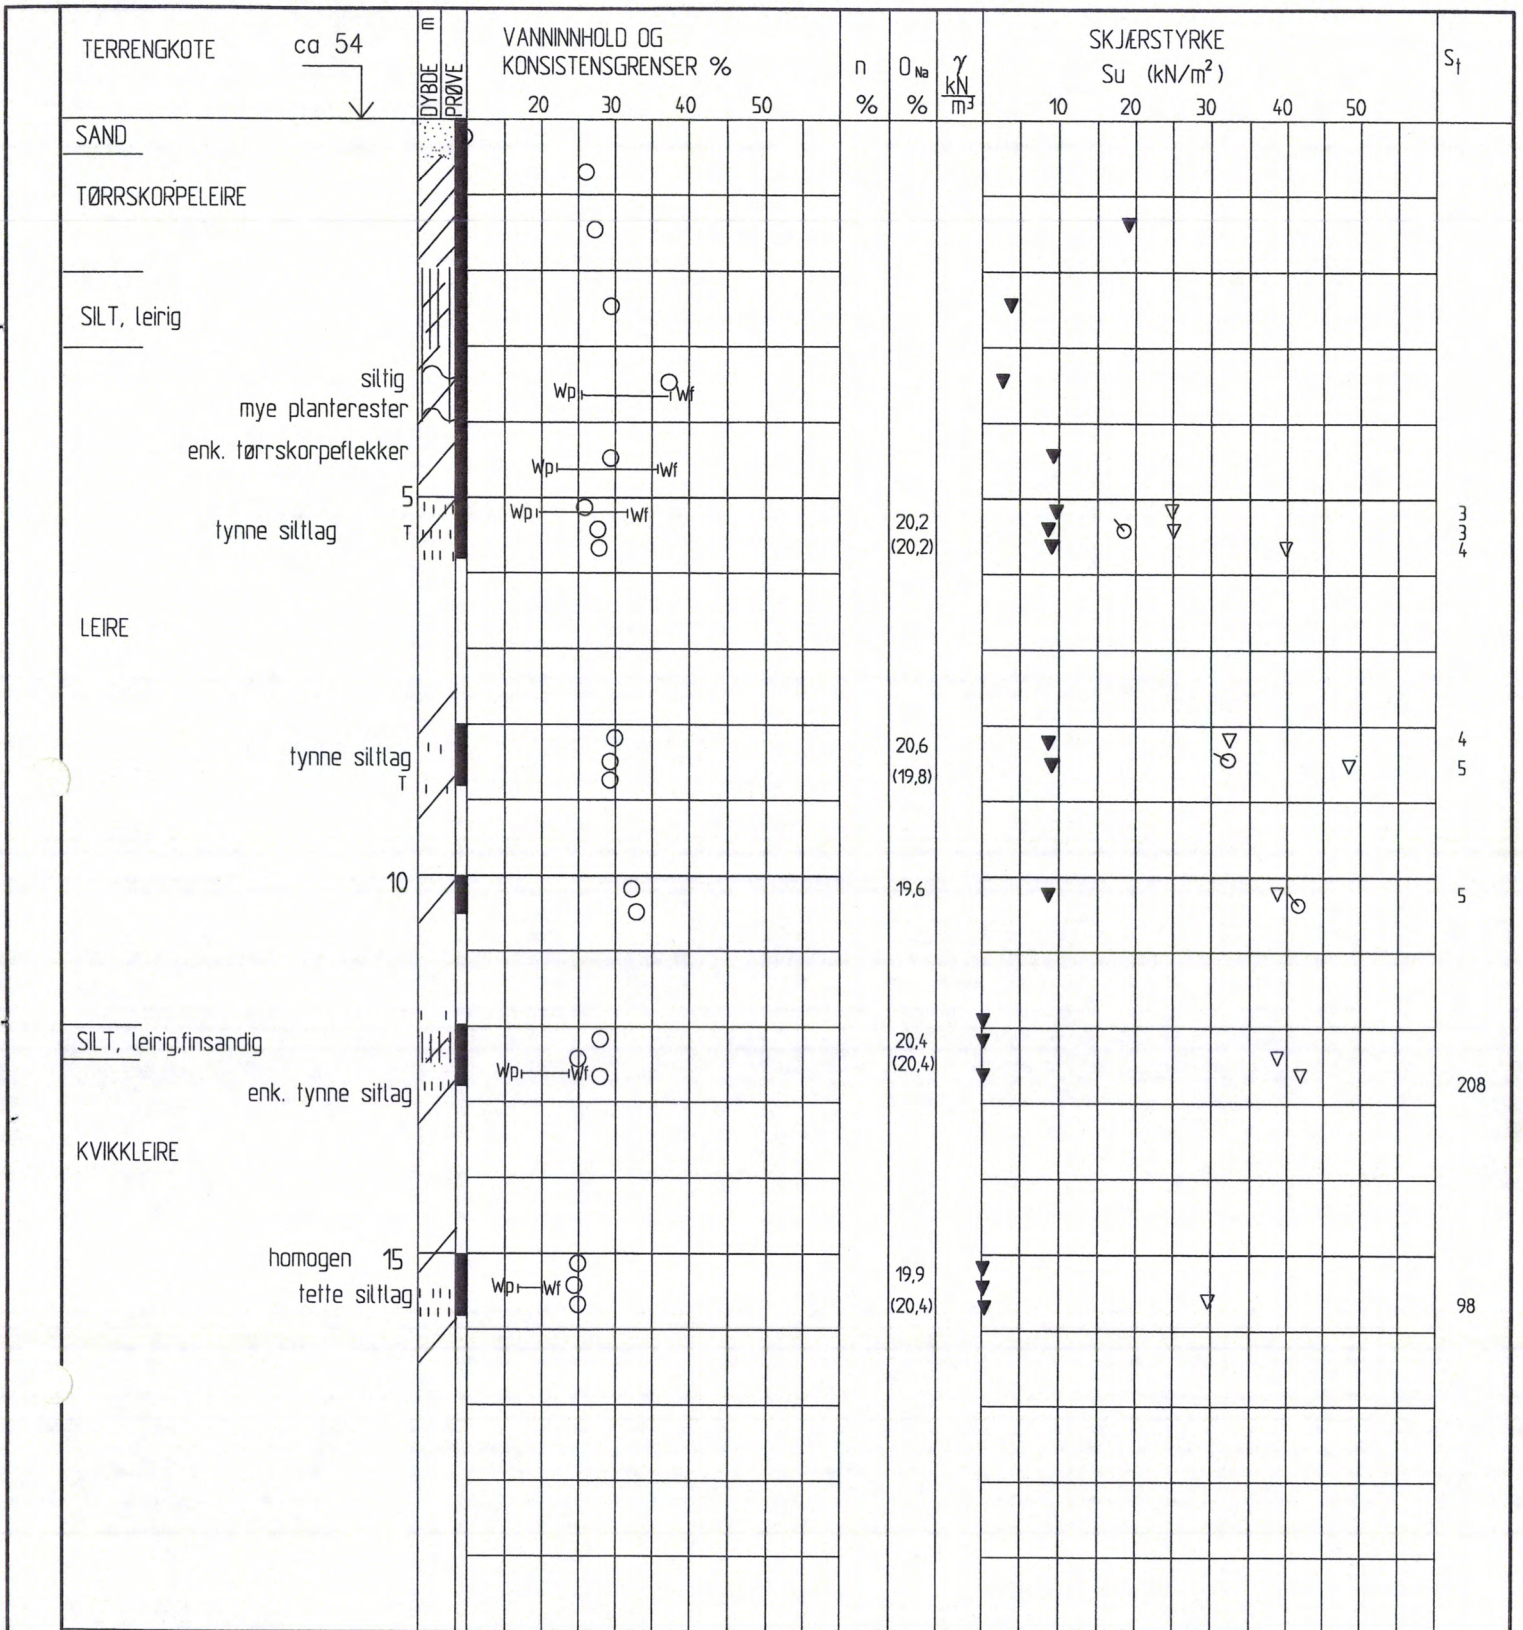 TERRENGKOTE ca 54
m
DYBDE
PRØVE
VANNINNHOLD OG
KONSISTENSGRENSER %
20 30 40 50
n
%
O Na
%
γ
kN
m³
SKJÆRSTYRKE
Su (kN/m²)
10 20 30 40 50
St
SAND
TØRRSKORPELEIRE
SILT, leirig
siltig
Wp Wf
mye planterester
enk. tørrskorpeflekker
Wp Wf
5
Wp Wf
tynne siltlag T
20,2
(20,2)
3
3
4
LEIRE
tynne siltlag
T
20,6
(19,8)
4
5
10
19,6
5
SILT, leirig,finsandig
20,4
(20,4)
Wp Wf
enk. tynne sitlag
208
KVIKKLEIRE
homogen 15
tette siltlag
Wp Wf
19,9
(20,4)
98